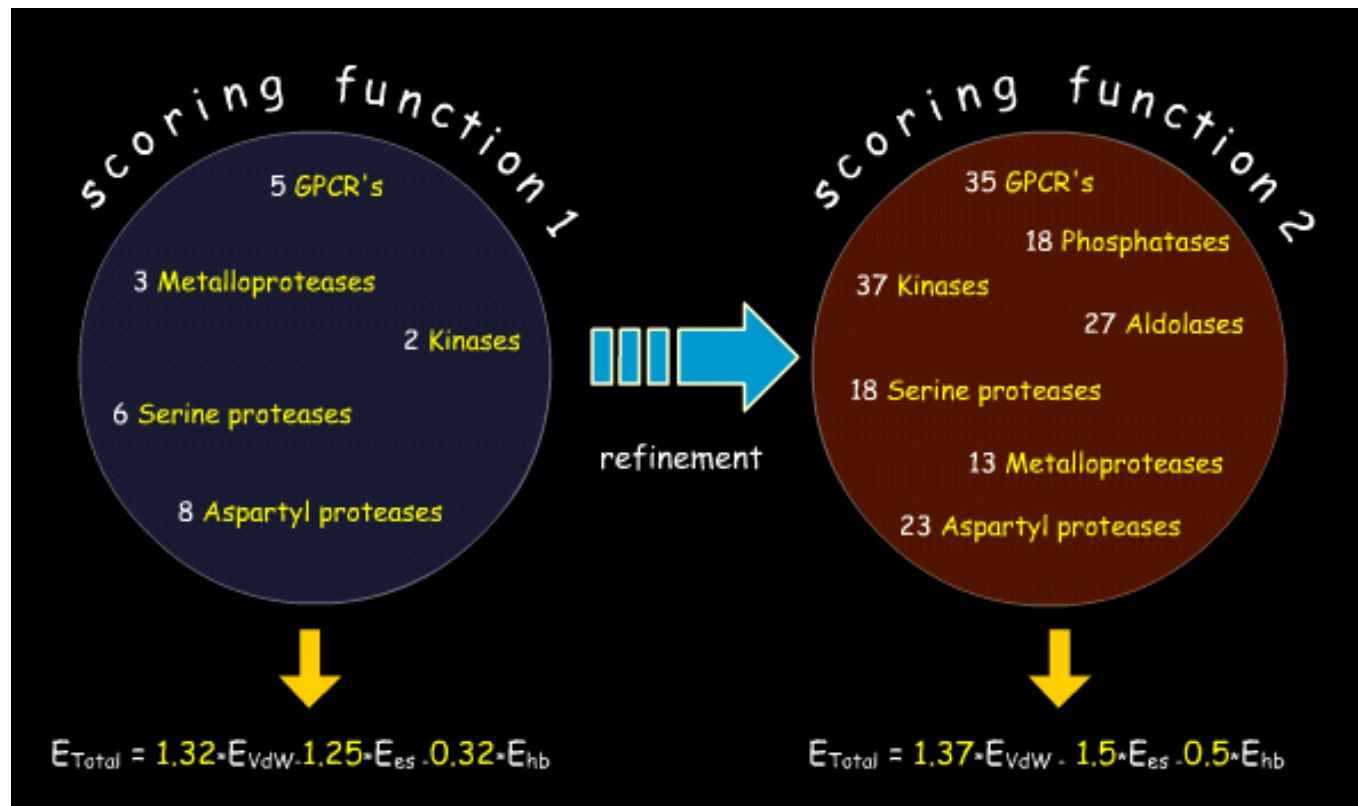 scoring function 1
5 GPCR's
3 Metalloproteases
2 Kinases
6 Serine proteases
8 Aspartyl proteases
E_Total = 1.32*E_VdW-1.25*E_es-0.32*E_hb
refinement
scoring function 2
35 GPCR's
18 Phosphatases
37 Kinases
27 Aldolases
18 Serine proteases
13 Metalloproteases
23 Aspartyl proteases
E_Total = 1.37*E_VdW - 1.5*E_es -0.5*E_hb